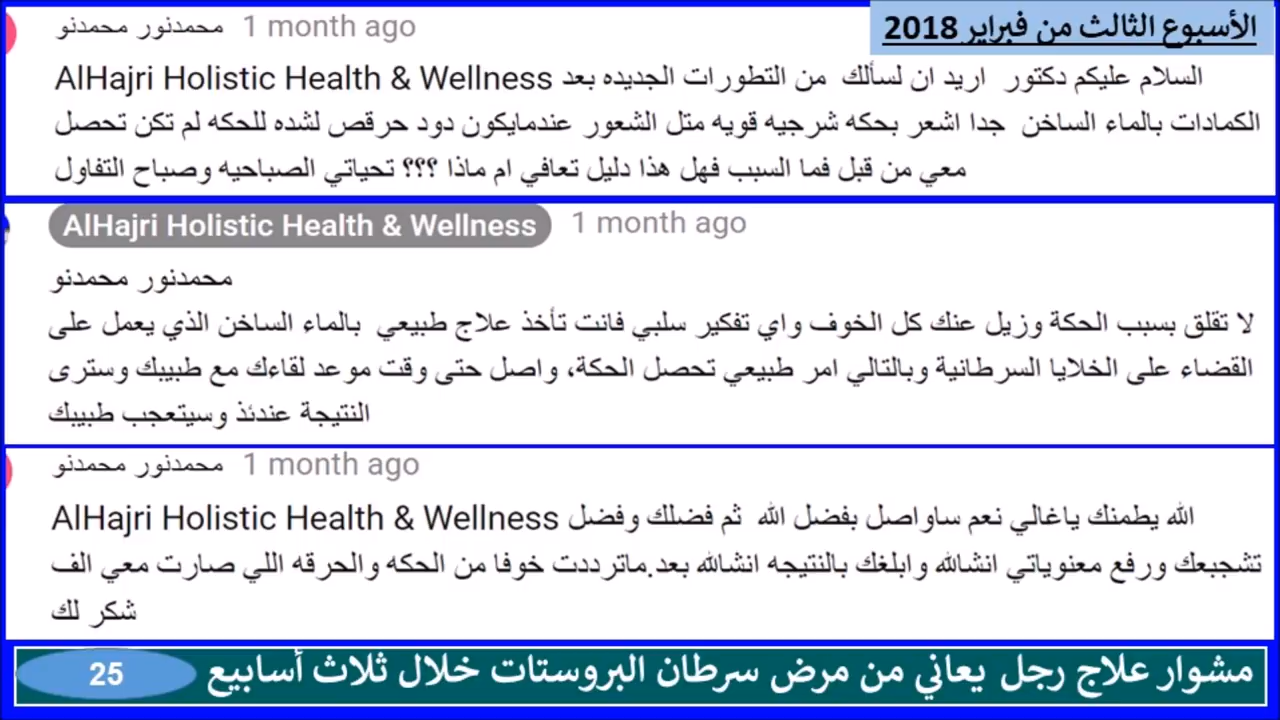 الأسبوع الثالث من فبراير 2018
محمدنور محمدنو 1 month ago
AlHajri Holistic Health & Wellness السلام عليكم دكتور اريد ان لسألك من التطورات الجديده بعد
الكمادات بالماء الساخن جدا اشعر بحكه شرجيه قويه مثل الشعور عندمايكون دود حرقص لشده للحكه لم تكن تحصل
معي من قبل فما السبب فهل هذا دليل تعافي ام ماذا ؟؟؟ تحياتي الصباحيه وصباح التفاول
AlHajri Holistic Health & Wellness 1 month ago
محمدنور محمدنو
لا تقلق بسبب الحكة وزيل عنك كل الخوف واي تفكير سلبي فانت تأخذ علاج طبيعي بالماء الساخن الذي يعمل على
القضاء على الخلايا السرطانية وبالتالي امر طبيعي تحصل الحكة، واصل حتى وقت موعد لقاءك مع طبيبك وسترى
النتيجة عندئذ وسيتعجب طبيبك
محمدنور محمدنو 1 month ago
AlHajri Holistic Health & Wellness الله يطمنك ياغالي نعم ساواصل بفضل الله ثم فضلك وفضل
تشجبعك ورفع معنوياتي انشالله وابلغك بالنتيجه انشالله بعد.ماترددت خوفا من الحكه والحرقه اللي صارت معي الف
شكر لك
مشوار علاج رجل يعاني من مرض سرطان البروستات خلال ثلاث أسابيع
25